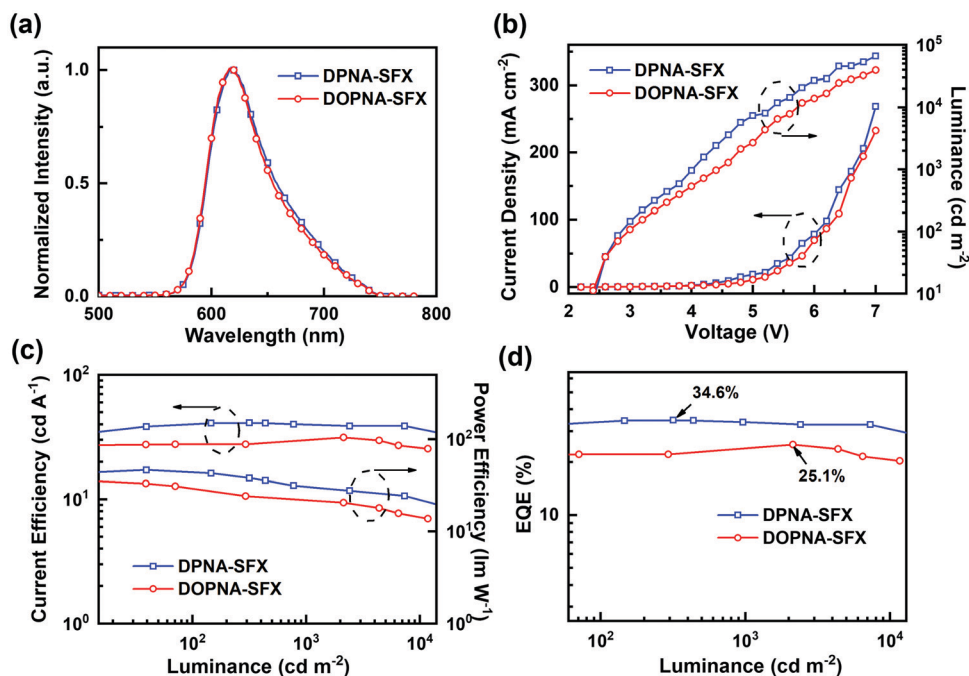 (a)
Normalized Intensity (a.u.)
1.0
0.5
0.0
500
600
700
800
Wavelength (nm)
DPNA-SFX
DOPNA-SFX
(b)
Current Density (mA cm-2)
300
250
200
150
100
50
0
2
3
4
5
6
7
Voltage (V)
10^5
10^4
10^3
10^2
10^1
Luminance (cd m-2)
DPNA-SFX
DOPNA-SFX
(c)
Current Efficiency (cd A-1)
10^2
10^1
10^0
10^2
10^3
10^4
Luminance (cd m-2)
10^2
10^1
10^0
Power Efficiency (lm W-1)
DPNA-SFX
DOPNA-SFX
(d)
EQE (%)
10
10^2
10^3
10^4
Luminance (cd m-2)
34.6%
25.1%
DPNA-SFX
DOPNA-SFX